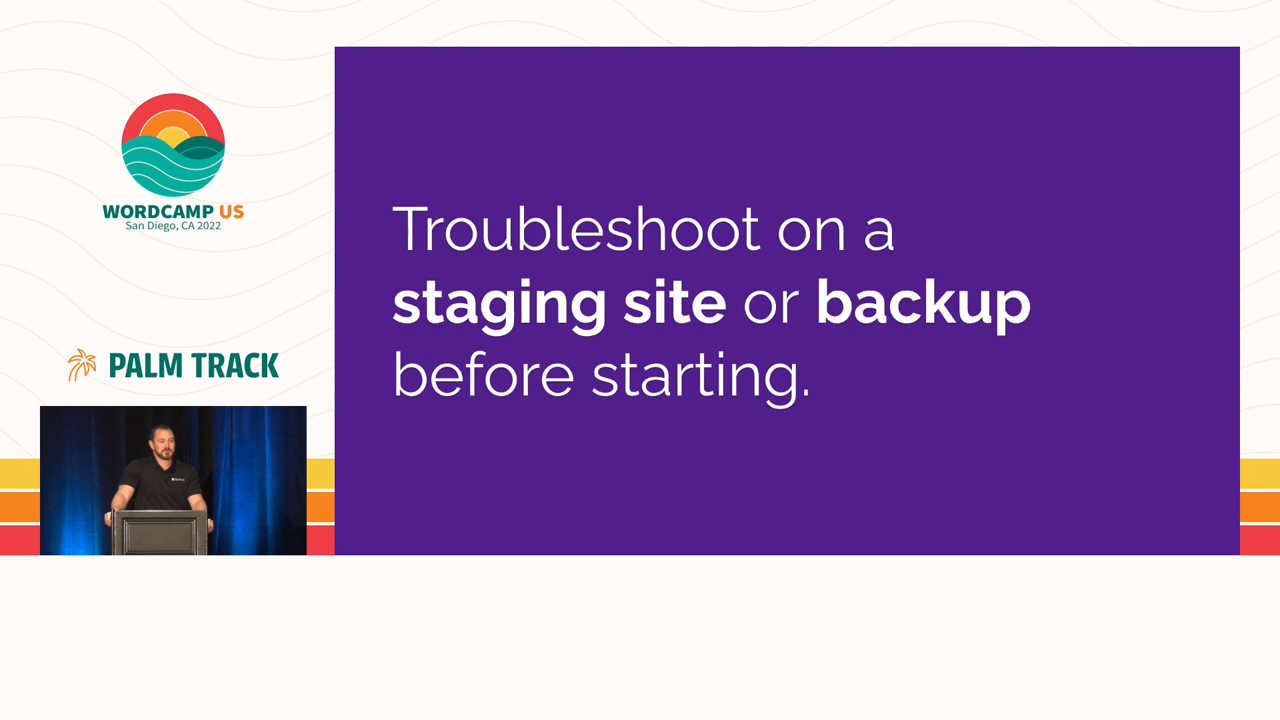 WORDCAMP US
San Diego, CA 2022
PALM TRACK
Troubleshoot on a
staging site or backup
before starting.